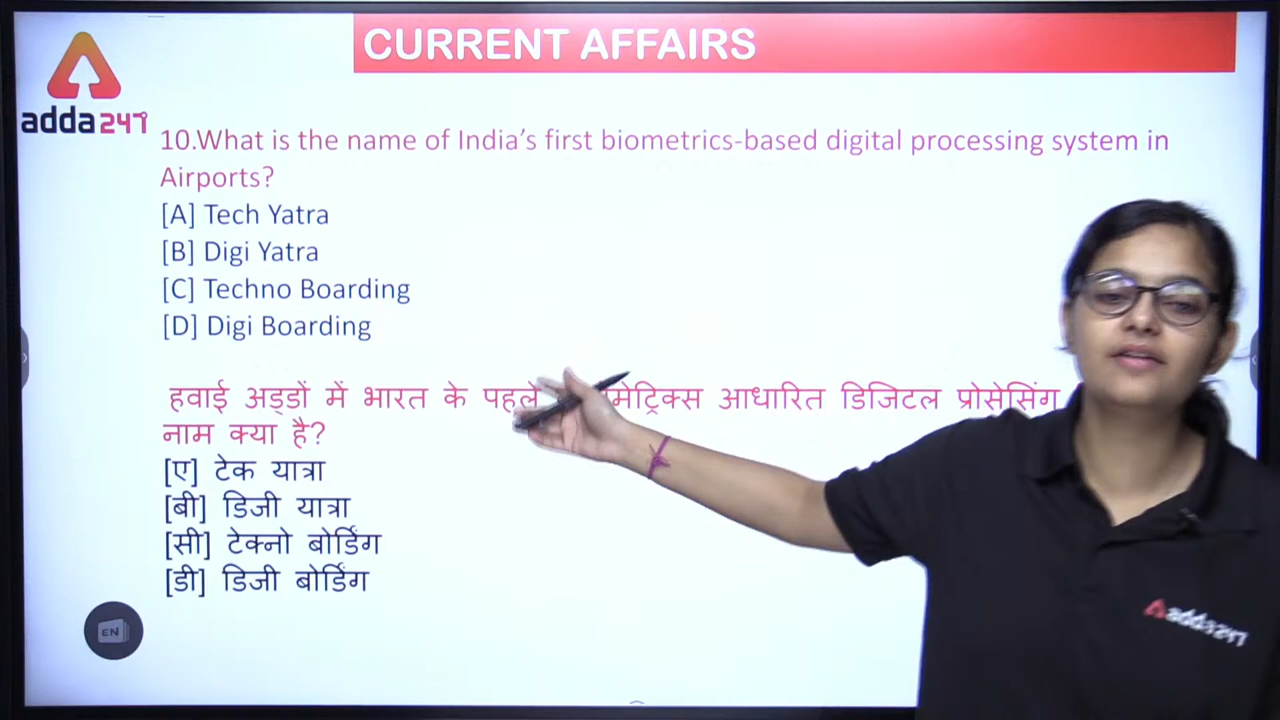 CURRENT AFFAIRS
adda247
10.What is the name of India’s first biometrics-based digital processing system in
Airports?
[A] Tech Yatra
[B] Digi Yatra
[C] Techno Boarding
[D] Digi Boarding
हवाई अड्डों में भारत के पहले आधारित डिजिटल प्रोसेसिंग
नाम क्या है?
[ए] टेक यात्रा
[बी] डिजी यात्रा
[सी] टेक्नो बोर्डिंग
[डी] डिजी बोर्डिंग
EN
adda247